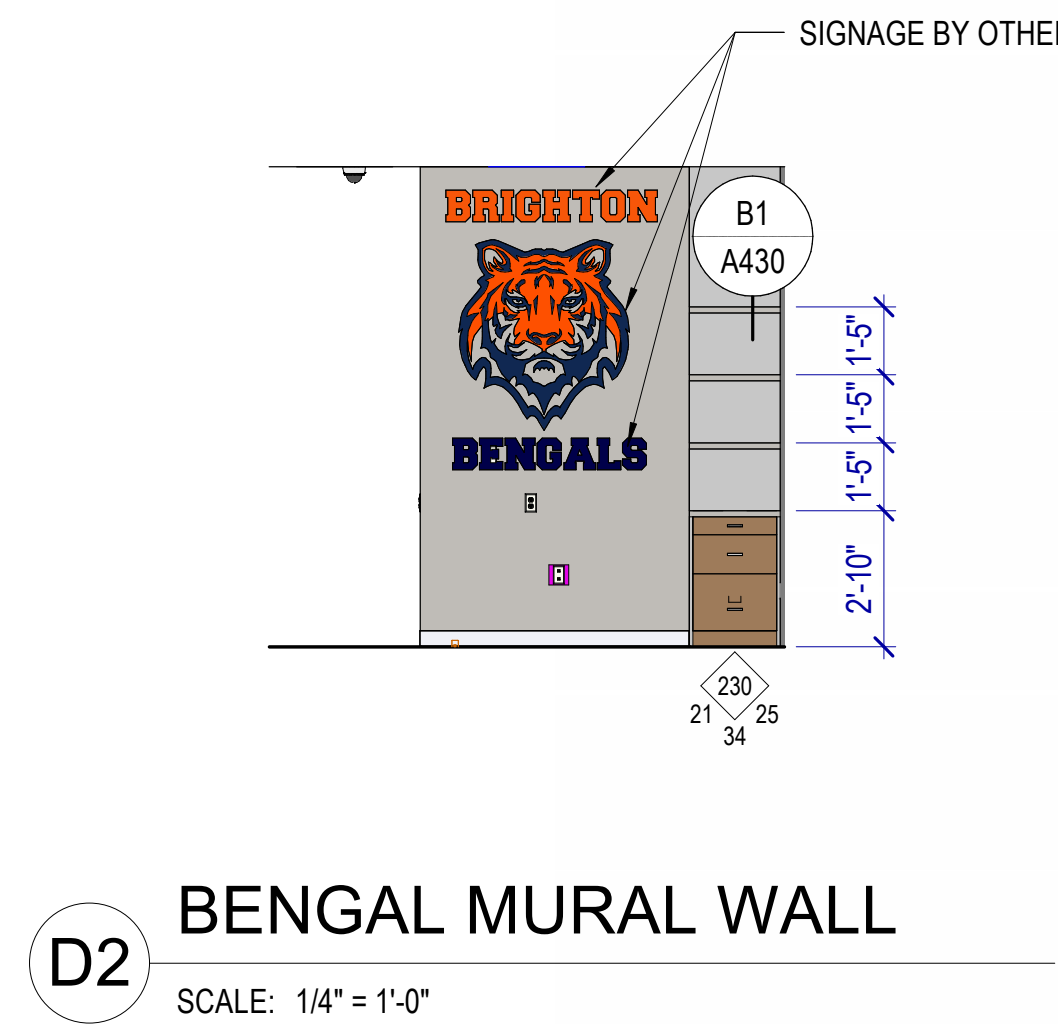 SIGNAGE BY
BRIGHTON
B1
A430
1'-5"
1'-5"
1'-5"
BENGALS
2'-10"
230
21 25
34
BENGAL MURAL WALL
D2
SCALE: 1/4" = 1'-0"